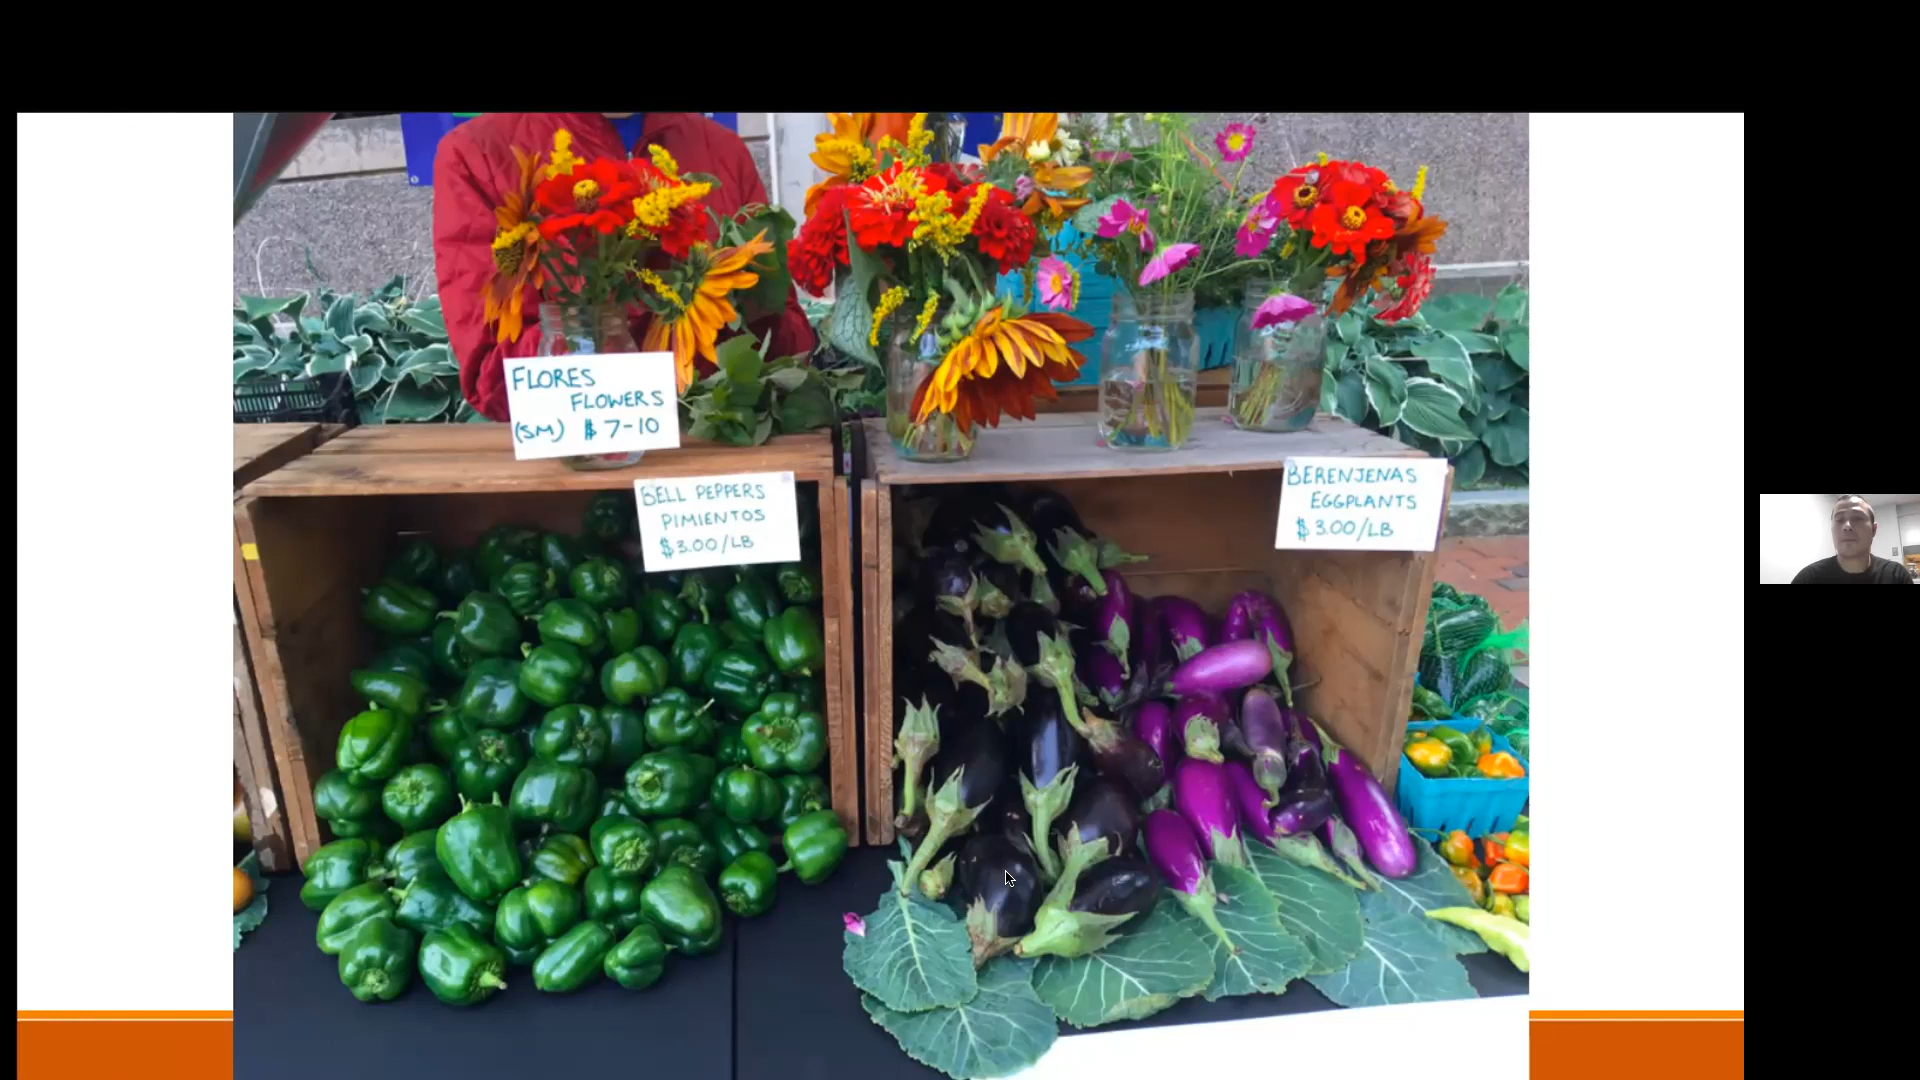 FLORES
FLOWERS
(SM) $7-10
BELL PEPPERS
PIMIENTOS
$3.00/LB
BERENJENAS
EGGPLANTS
$3.00/LB